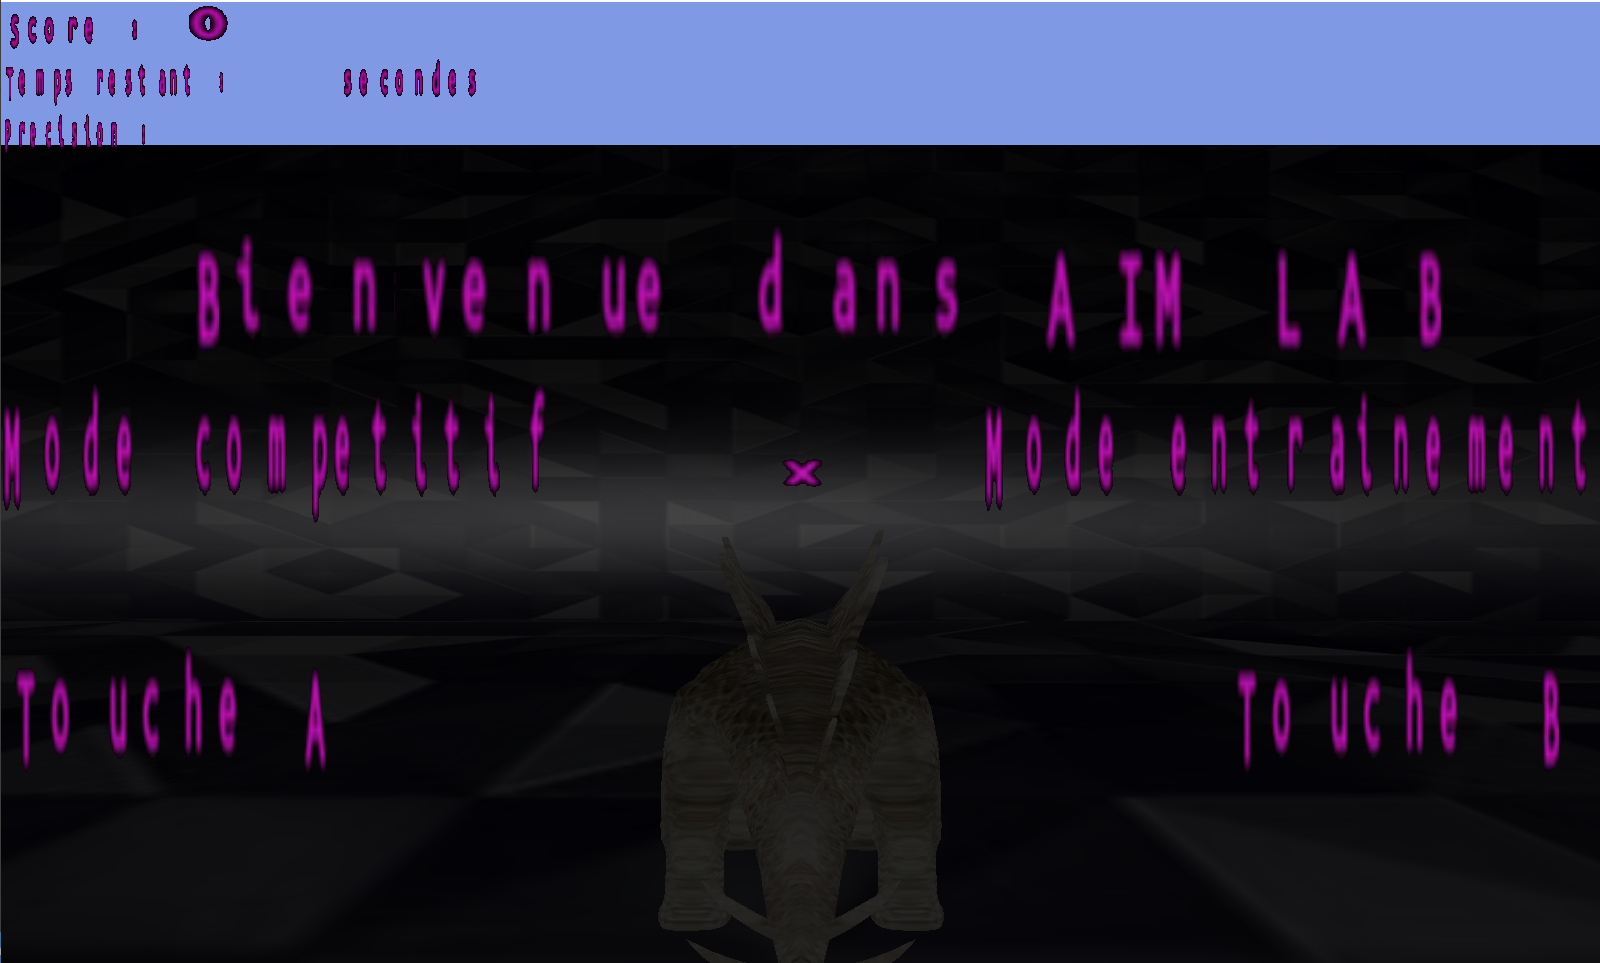 score : 0
Temps restant : secondes
Precision :
Bienvenue dans AIM LAB
Mode competitif x Mode entrainement
Touche A Touche B